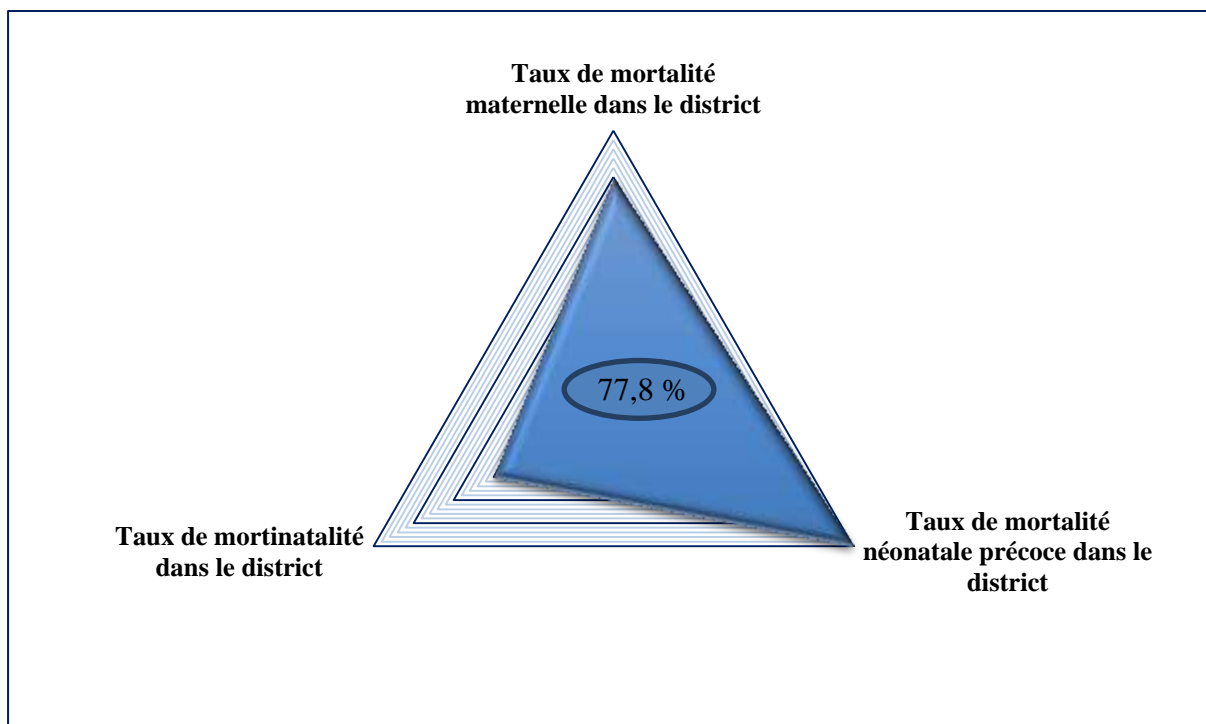 Taux de mortalité
maternelle dans le district
77,8 %
Taux de mortinatalité
dans le district
Taux de mortalité
néonatale précoce dans le
district